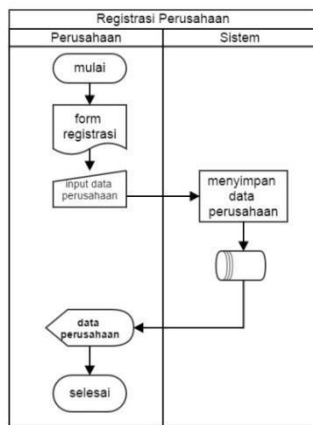 Registrasi Perusahaan
Perusahaan
Sistem
mulai
form
registrasi
input data
perusahaan
menyimpan
data
perusahaan
data
perusahaan
selesai